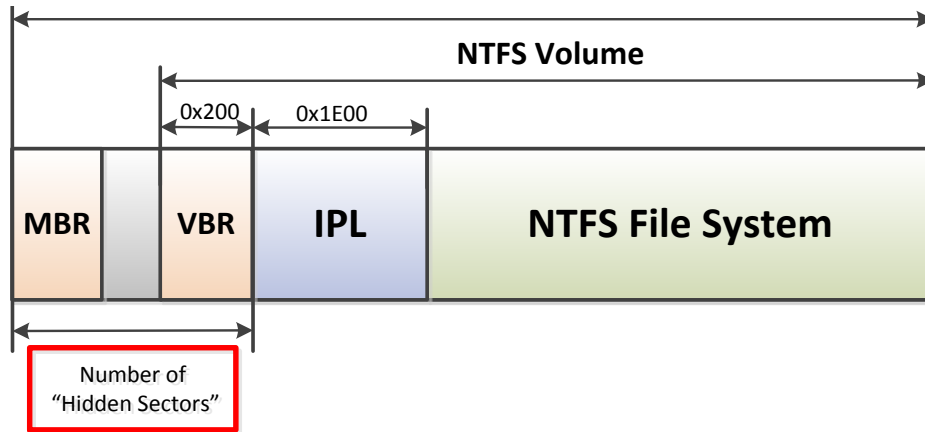 NTFS Volume
0x200
0x1E00
MBR
VBR
IPL
NTFS File System
Number of
“Hidden Sectors”